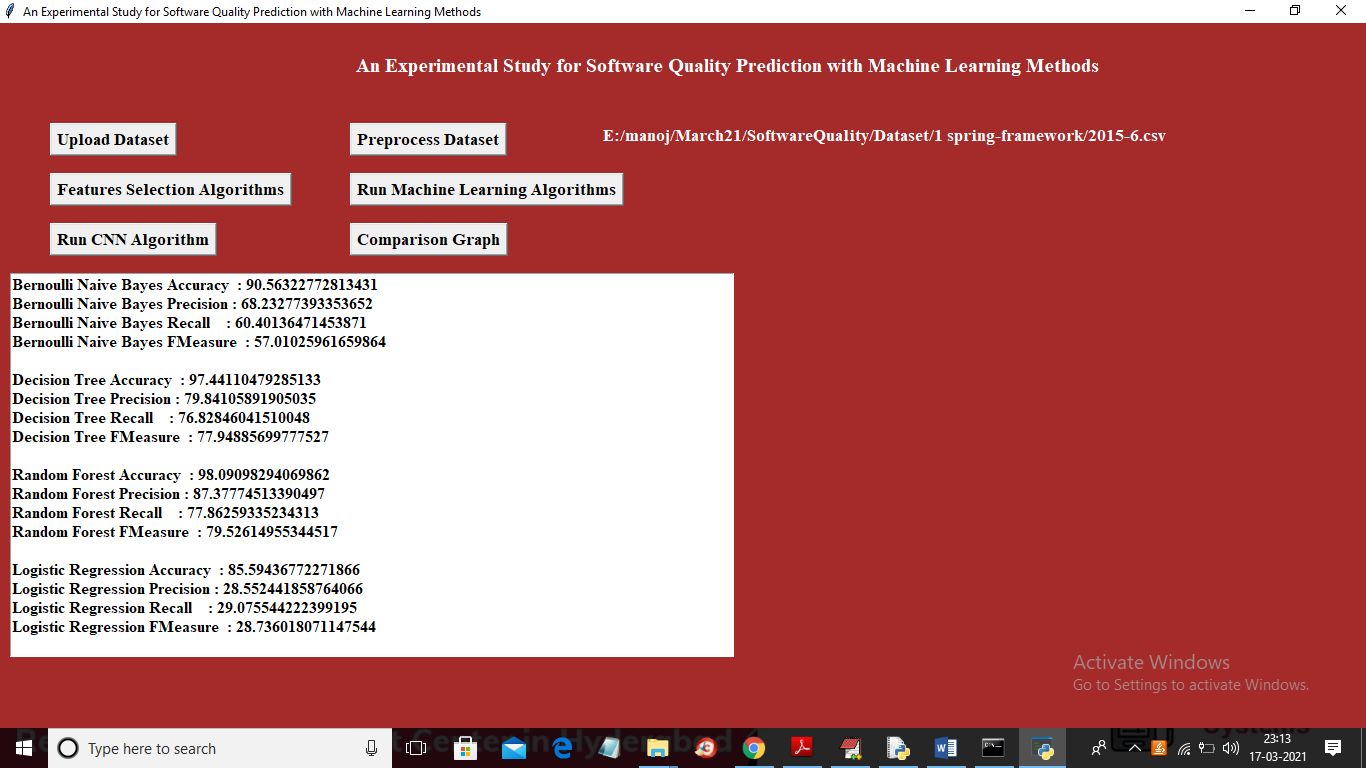 An Experimental Study for Software Quality Prediction with Machine Learning Methods
An Experimental Study for Software Quality Prediction with Machine Learning Methods
Upload Dataset
Preprocess Dataset
E:/manoj/March21/SoftwareQuality/Dataset/1 spring-framework/2015-6.csv
Features Selection Algorithms
Run Machine Learning Algorithms
Run CNN Algorithm
Comparison Graph
Bernoulli Naive Bayes Accuracy  : 90.56322772813431
Bernoulli Naive Bayes Precision : 68.23277393353652
Bernoulli Naive Bayes Recall    : 60.40136471453871
Bernoulli Naive Bayes FMeasure  : 57.01025961659864
Decision Tree Accuracy  : 97.44110479285133
Decision Tree Precision : 79.84105891905035
Decision Tree Recall    : 76.82846041510048
Decision Tree FMeasure  : 77.94885699777527
Random Forest Accuracy  : 98.09098294069862
Random Forest Precision : 87.37774513390497
Random Forest Recall    : 77.86259335234313
Random Forest FMeasure  : 79.52614955344517
Logistic Regression Accuracy  : 85.59436772271866
Logistic Regression Precision : 28.552441858764066
Logistic Regression Recall    : 29.075544222399195
Logistic Regression FMeasure  : 28.736018071147544
Activate Windows
Go to Settings to activate Windows.
Type here to search
23:13
17-03-2021